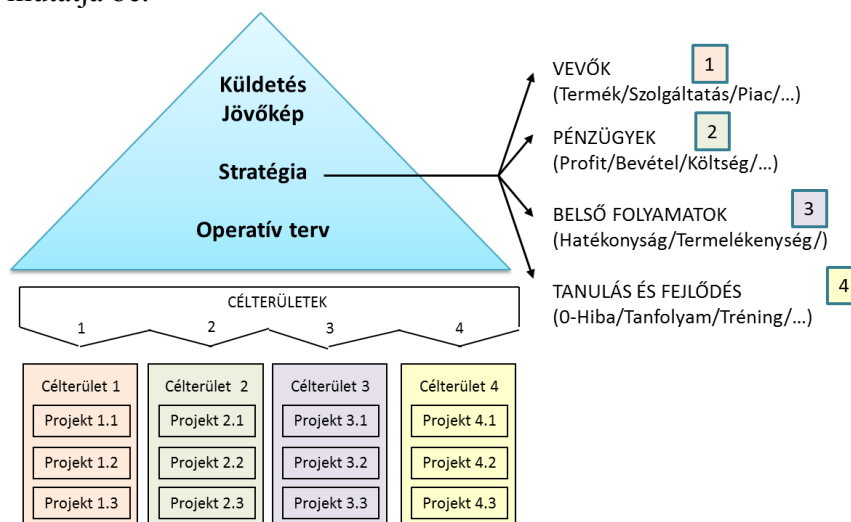 mutatja be.
Küldetés
Jövőkép
Stratégia
Operatív terv
VEVŐK 1
(Termék/Szolgáltatás/Piac/...)
PÉNZÜGYEK 2
(Profit/Bevétel/Költség/...)
BELSŐ FOLYAMATOK 3
(Hatékonyság/Termelékenység/)
TANULÁS ÉS FEJLŐDÉS 4
(0-Hiba/Tanfolyam/Tréning/...)
CÉLTERÜLETEK
1 2 3 4
Célterület 1 Célterület 2 Célterület 3 Célterület 4
Projekt 1.1 Projekt 2.1 Projekt 3.1 Projekt 4.1
Projekt 1.2 Projekt 2.2 Projekt 3.2 Projekt 4.2
Projekt 1.3 Projekt 2.3 Projekt 3.3 Projekt 4.3